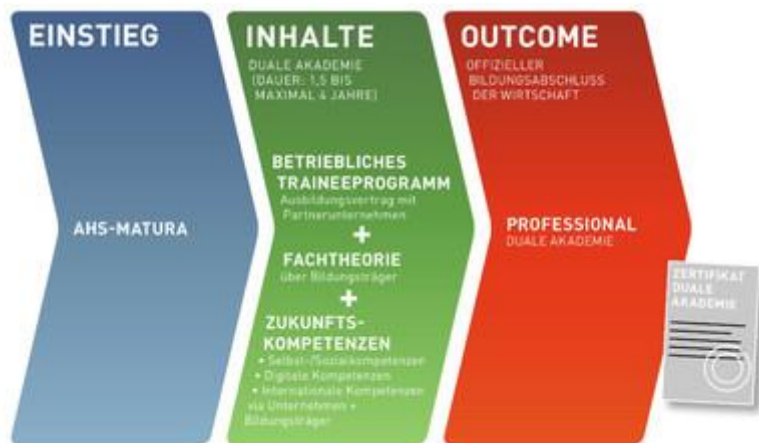 EINSTIEG
AHS-MATURA
INHALTE
DUALE AKADEMIE
(DAUER: 1,5 BIS
MAXIMAL 4 JAHRE)
BETRIEBLICHES
TRAINEEPROGRAMM
Ausbildungsvertrag mit
Partnerunternehmen
+
FACHTHEORIE
über Bildungsträger
+
ZUKUNFTS-
KOMPETENZEN
• Selbst-/Sozialkompetenzen
• Digitale Kompetenzen
• Internationale Kompetenzen
via Unternehmen +
Bildungsträger
OUTCOME
OFFIZIELLER
BILDUNGSABSCHLUSS
DER WIRTSCHAFT
PROFESSIONAL
DUALE AKADEMIE
ZERTIFIKAT
DUALE
AKADEMIE